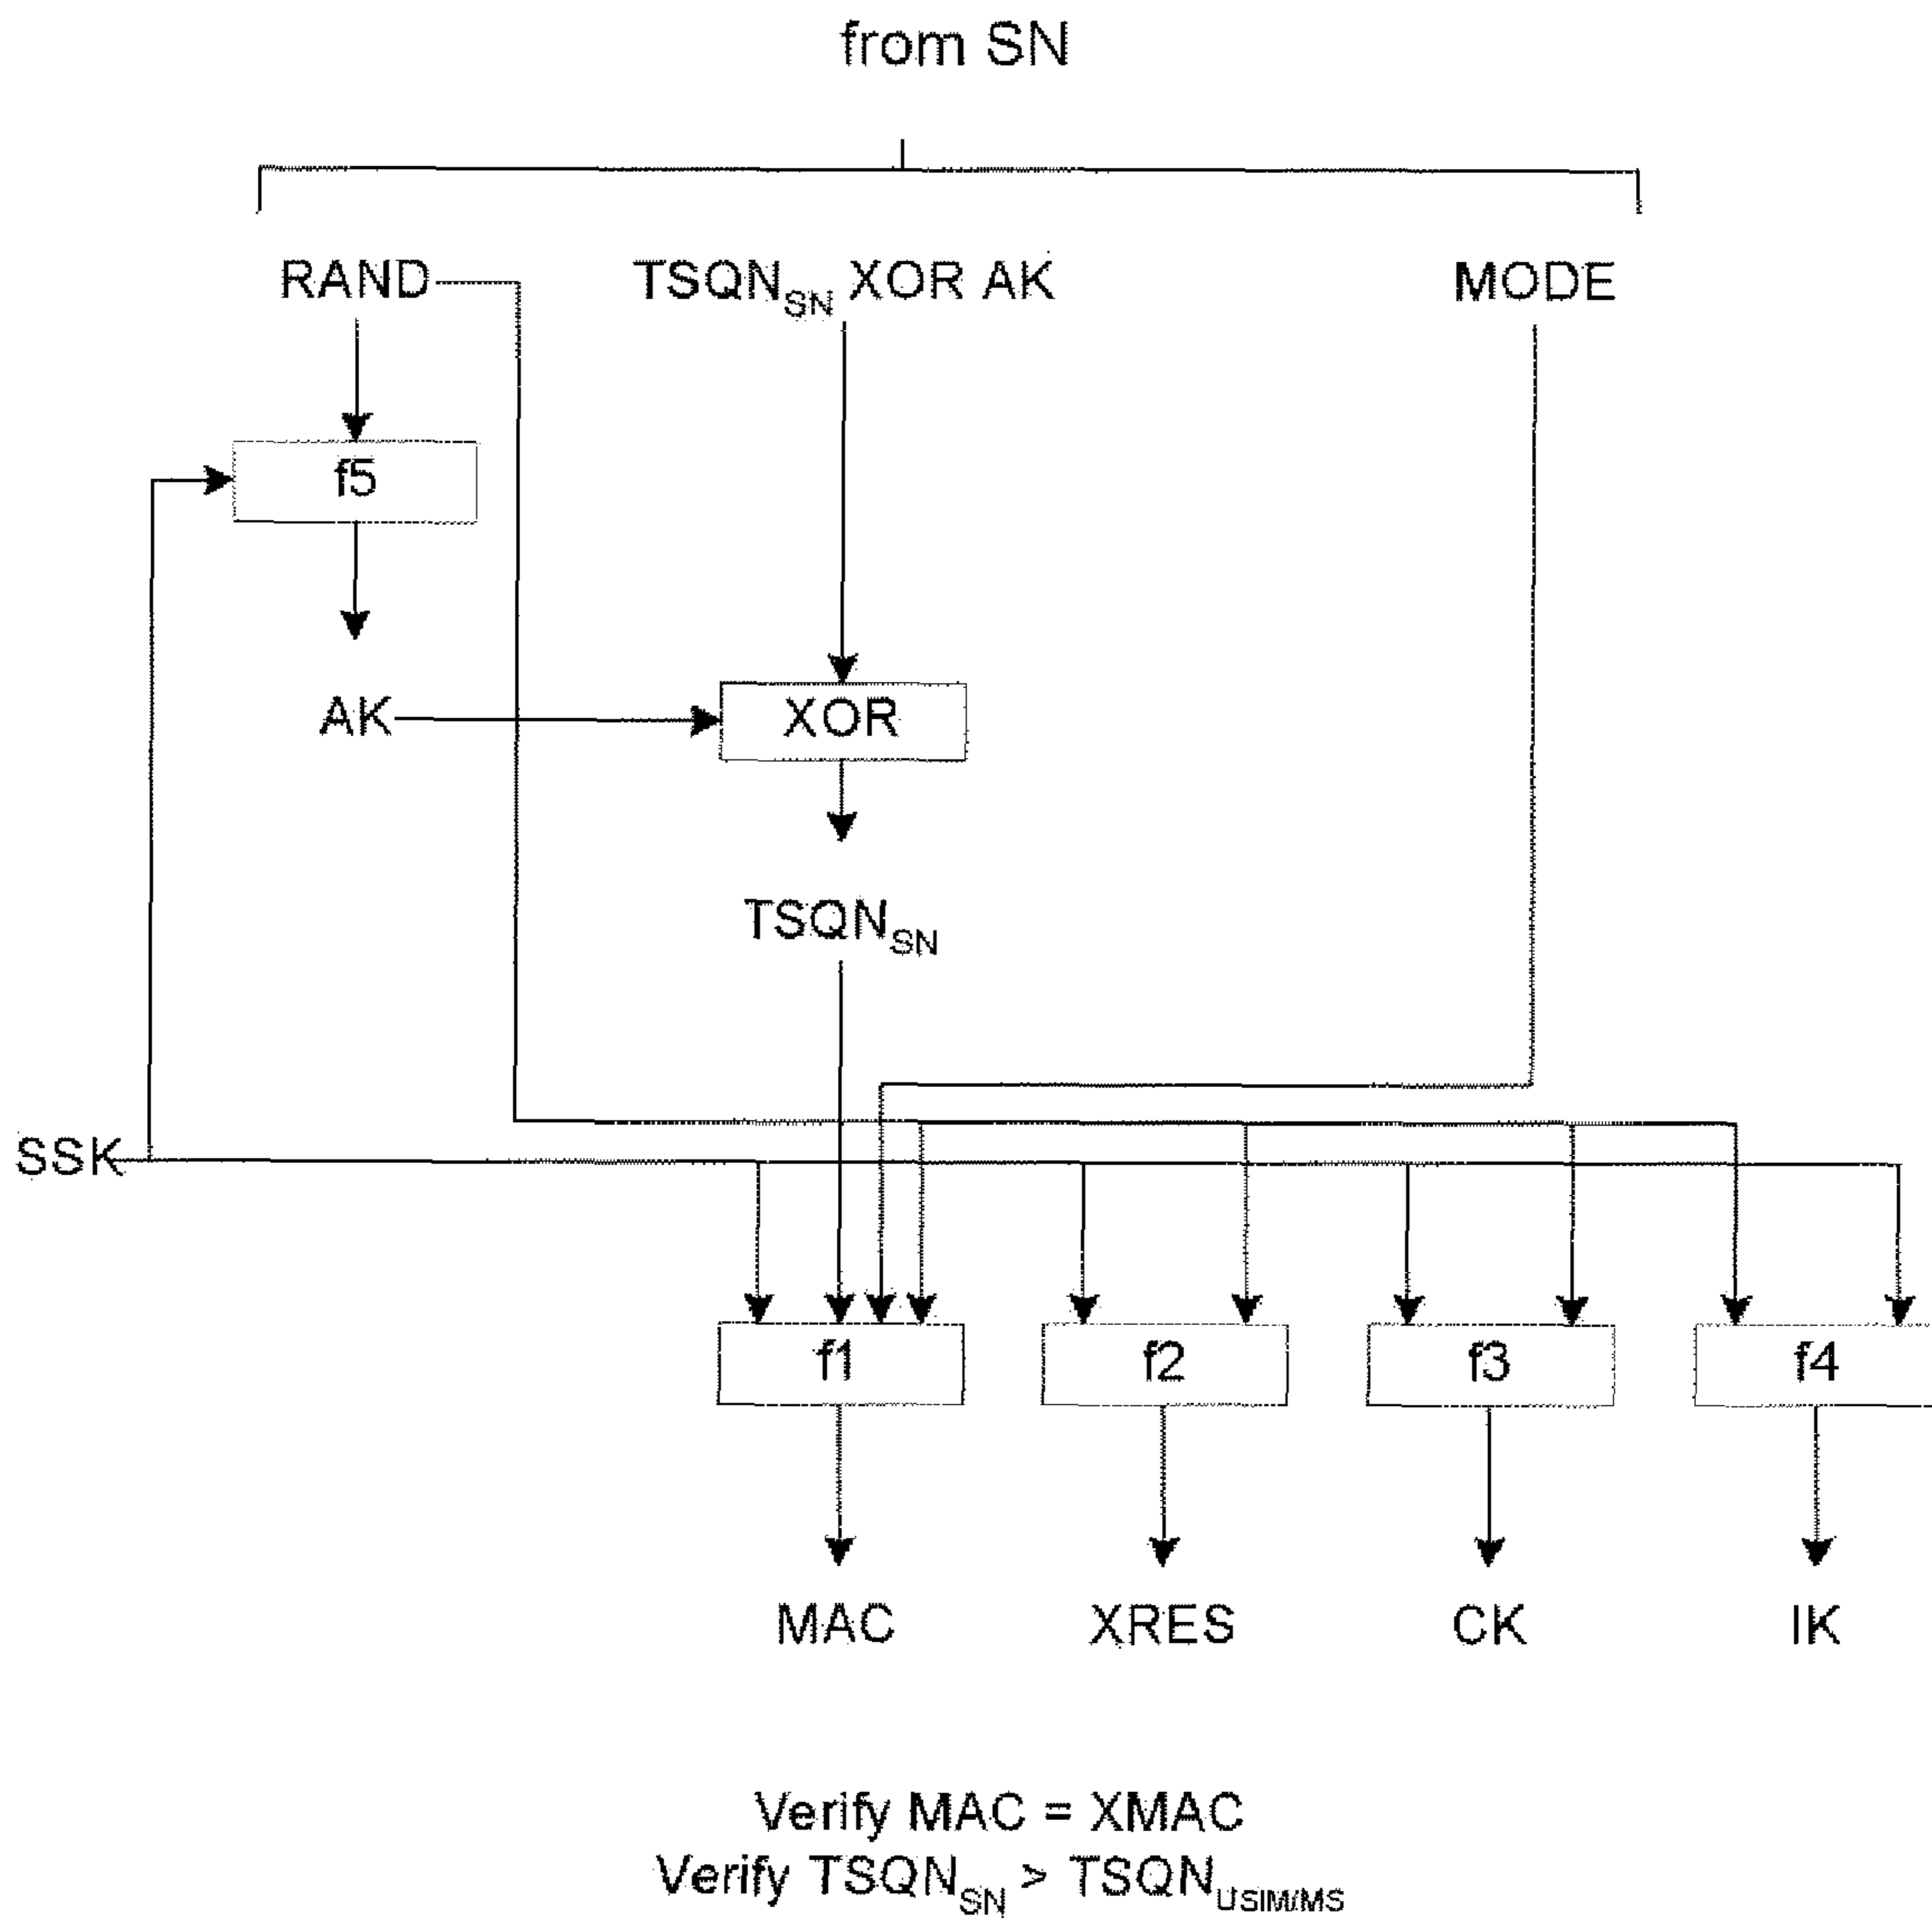 from SN
RAND TSQN_SN XOR AK MODE
f5
AK XOR
TSQN_SN
SSK
f1 f2 f3 f4
MAC XRES CK IK
Verify MAC = XMAC
Verify TSQN_SN > TSQN_USIM/MS